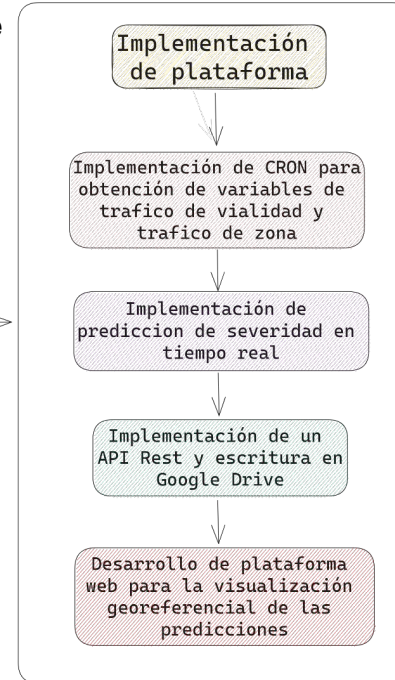 Implementación
de plataforma
Implementación de CRON para
obtención de variables de
trafico de vialidad y
trafico de zona
Implementación de
prediccion de severidad en
tiempo real
Implementación de un
API Rest y escritura en
Google Drive
Desarrollo de plataforma
web para la visualización
georeferencial de las
predicciones